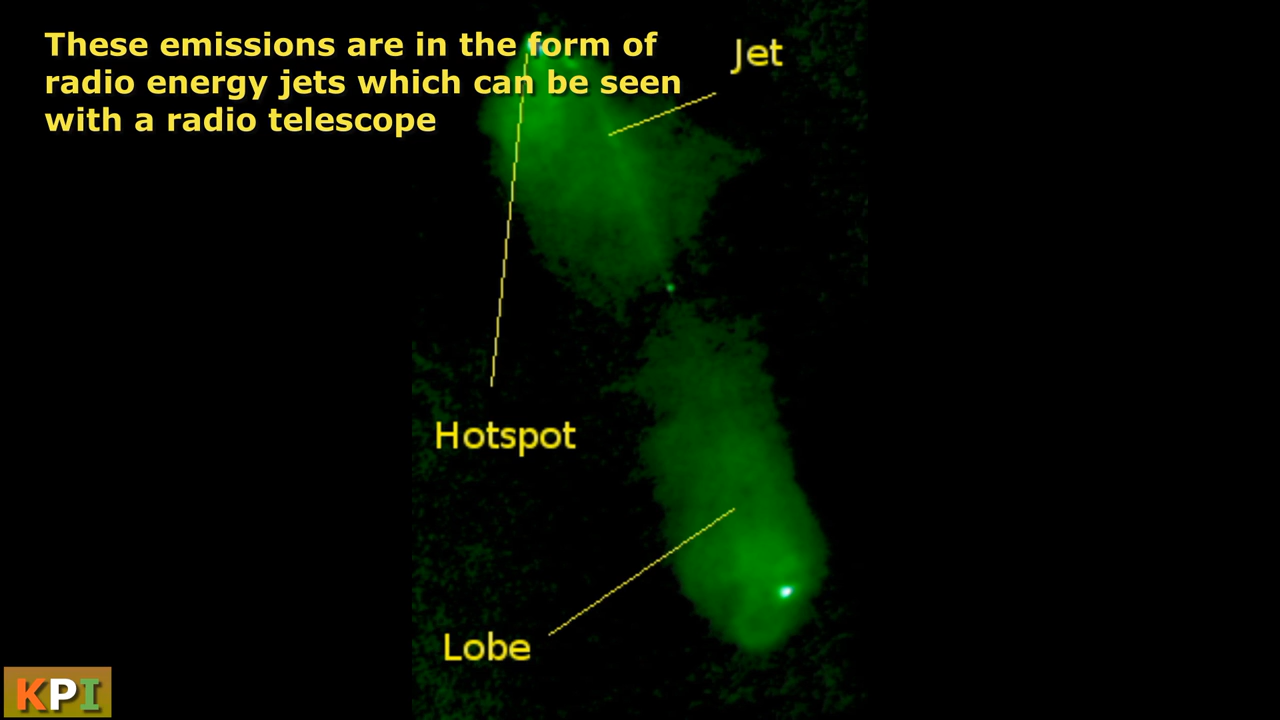 These emissions are in the form of
radio energy jets which can be seen
with a radio telescope
Jet
Hotspot
Lobe
KPI